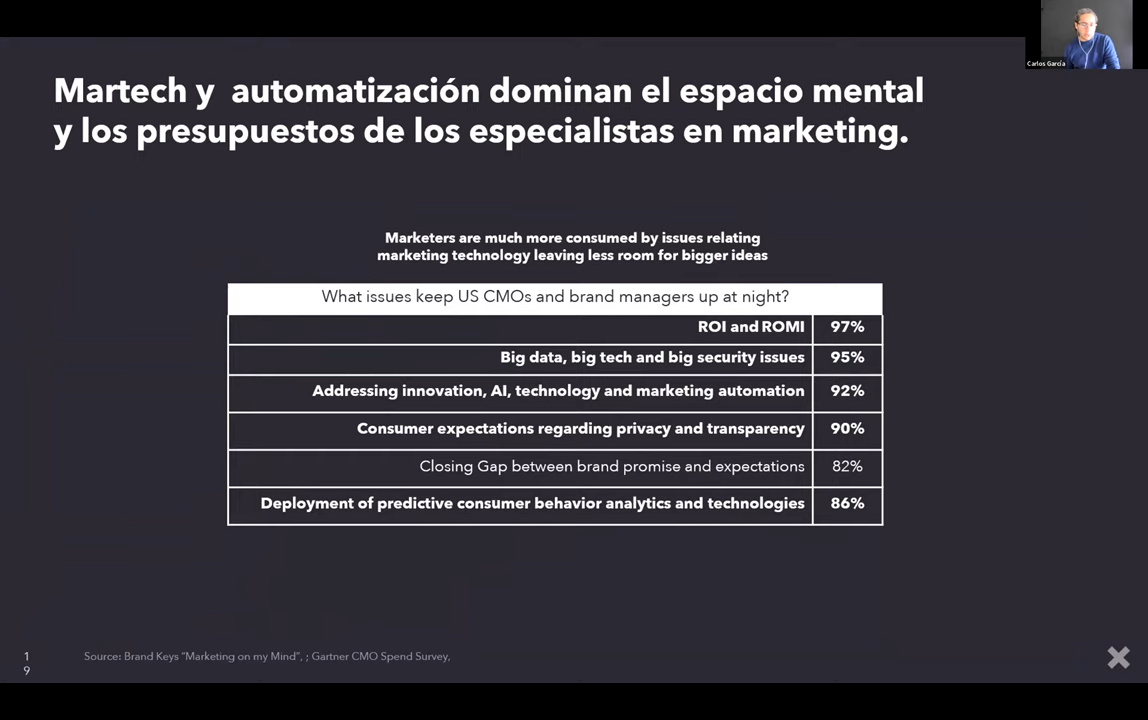 Carlos García
Martech y automatización dominan el espacio mental
y los presupuestos de los especialistas en marketing.
Marketers are much more consumed by issues relating
marketing technology leaving less room for bigger ideas
What issues keep US CMOs and brand managers up at night?
ROI and ROMI 97%
Big data, big tech and big security issues 95%
Addressing innovation, AI, technology and marketing automation 92%
Consumer expectations regarding privacy and transparency 90%
Closing Gap between brand promise and expectations 82%
Deployment of predictive consumer behavior analytics and technologies 86%
1
9
Source: Brand Keys “Marketing on my Mind”, ; Gartner CMO Spend Survey,